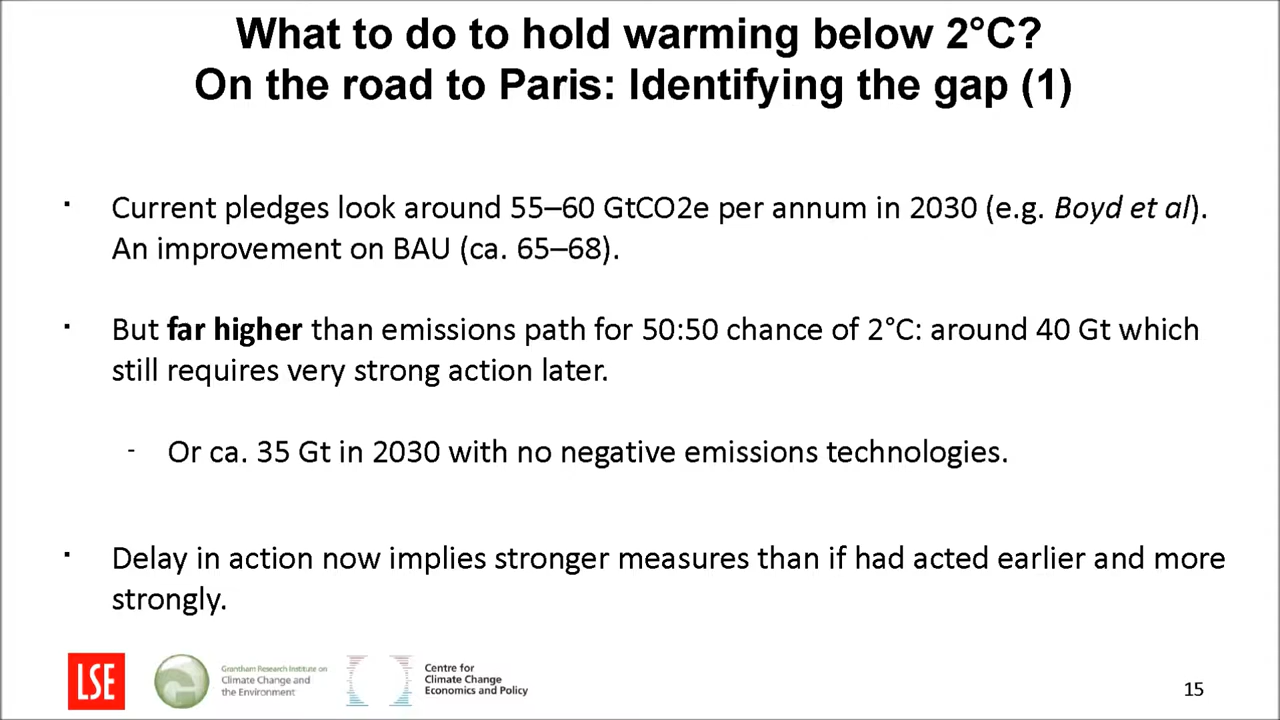 What to do to hold warming below 2°C?
On the road to Paris: Identifying the gap (1)
▪ Current pledges look around 55–60 GtCO2e per annum in 2030 (e.g. Boyd et al).
An improvement on BAU (ca. 65–68).
▪ But far higher than emissions path for 50:50 chance of 2°C: around 40 Gt which
still requires very strong action later.
- Or ca. 35 Gt in 2030 with no negative emissions technologies.
▪ Delay in action now implies stronger measures than if had acted earlier and more
strongly.
LSE
Grantham Research Institute on
Climate Change and
the Environment
Centre for
Climate Change
Economics and Policy
15